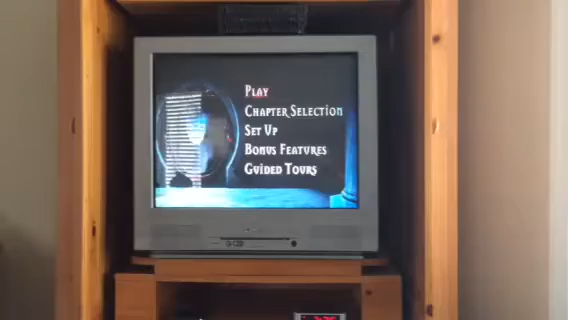 Play
Chapter Selection
Set Up
Bonus Features
Guided Tours